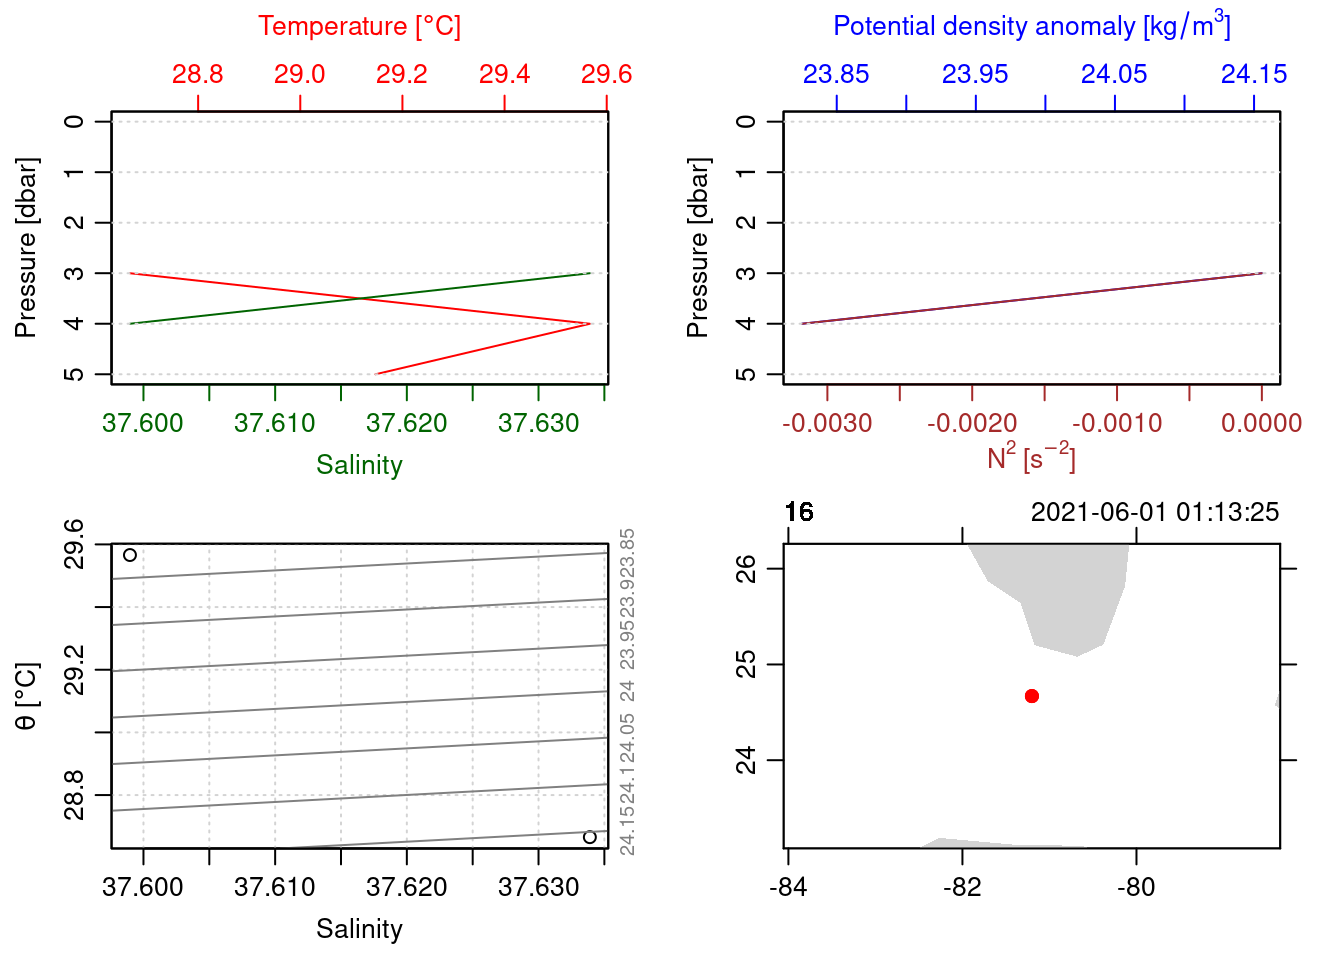 Temperature [°C]
28.8 29.0 29.2 29.4 29.6
Pressure [dbar]
0 1 2 3 4 5
37.600 37.610 37.620 37.630
Salinity
Potential density anomaly [kg/m³]
23.85 23.95 24.05 24.15
Pressure [dbar]
0 1 2 3 4 5
-0.0030 -0.0020 -0.0010 0.0000
N² [s⁻²]
θ [°C]
28.8 29.2 29.6
23.85
23.9
23.95
24
24.05
24.1
24.15
37.600 37.610 37.620 37.630
Salinity
16 2021-06-01 01:13:25
26
25
24
-84 -82 -80